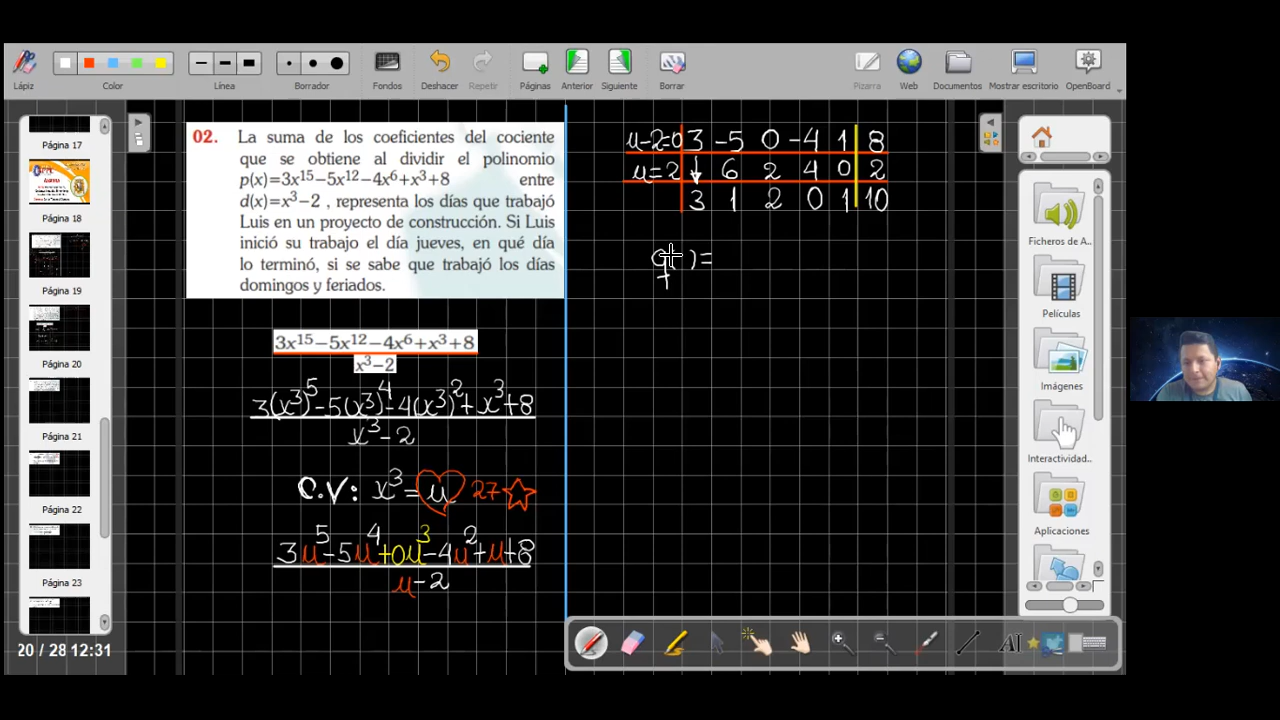 Lápiz
Color
Línea
Borrador
Fondos
Deshacer
Repetir
Páginas
Anterior
Siguiente
Borrar
Pizarra
Web
Documentos
Mostrar escritorio
OpenBoard
Página 17
Página 18
Página 19
Página 20
Página 21
Página 22
Página 23
20 / 28 12:31
02. La suma de los coeficientes del cociente
que se obtiene al dividir el polinomio
p(x)=3x¹⁵−5x¹²−4x⁶+x³+8 entre
d(x)=x³−2 , representa los días que trabajó
Luis en un proyecto de construcción. Si Luis
inició su trabajo el día jueves, en qué día
lo terminó, si se sabe que trabajó los días
domingos y feriados.
3x¹⁵−5x¹²−4x⁶+x³+8
x³−2
3(x³)⁵−5(x³)⁴−4(x³)²+x³+8
x³−2
C.V: x³=u 27
3u⁵−5u⁴+0u³−4u²+u+8
u−2
u−2=0 3 −5 0 −4 1 8
u=2 6 2 4 0 2
3 1 2 0 1 10
q( )=
Ficheros de A...
Películas
Imágenes
Interactividad...
Aplicaciones
AI